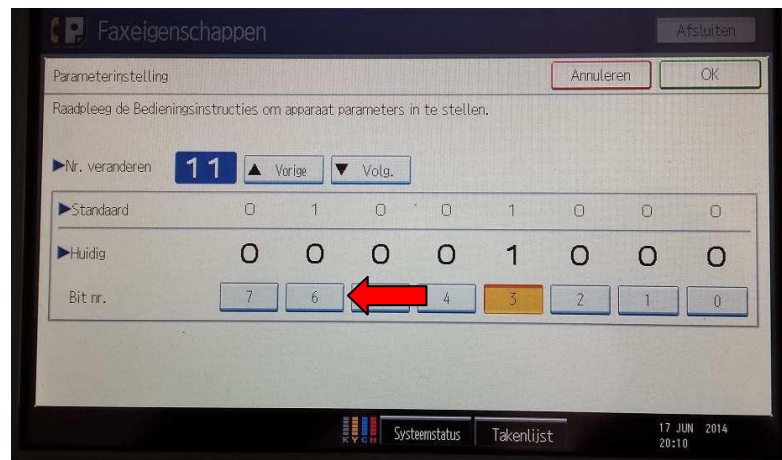 Faxeigenschappen Afsluiten
Parameterinstelling Annuleren OK
Raadpleeg de Bedieningsinstructies om apparaat parameters in te stellen.
►Nr. veranderen 11 ▲ Vorige ▼ Volg.
►Standaard 0 1 0 0 1 0 0 0
►Huidig 0 0 0 0 1 0 0 0
Bit nr. 7 6 4 3 2 1 0
K Y C M Systeemstatus Takenlijst 17 JUN 2014
20:10